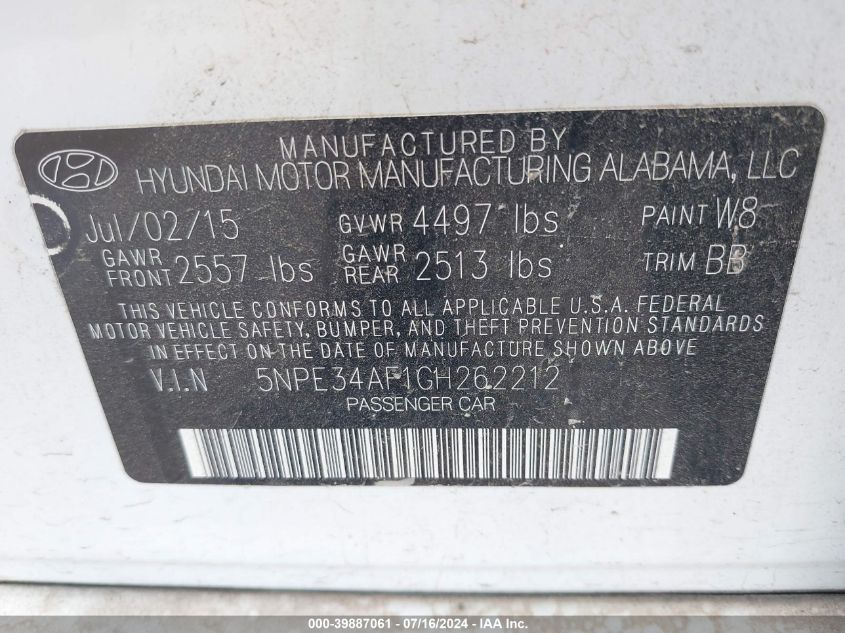 MANUFACTURED BY
HYUNDAI MOTOR MANUFACTURING ALABAMA, LLC
Jul/02/15 GVWR 4497 lbs PAINT W8
GAWR FRONT 2557 lbs GAWR REAR 2513 lbs TRIM BB
THIS VEHICLE CONFORMS TO ALL APPLICABLE U.S.A. FEDERAL
MOTOR VEHICLE SAFETY, BUMPER, AND THEFT PREVENTION STANDARDS
IN EFFECT ON THE DATE OF MANUFACTURE SHOWN ABOVE
V.I.N 5NPE34AF1GH262212
PASSENGER CAR
000-39887061 - 07/16/2024 - IAA Inc.